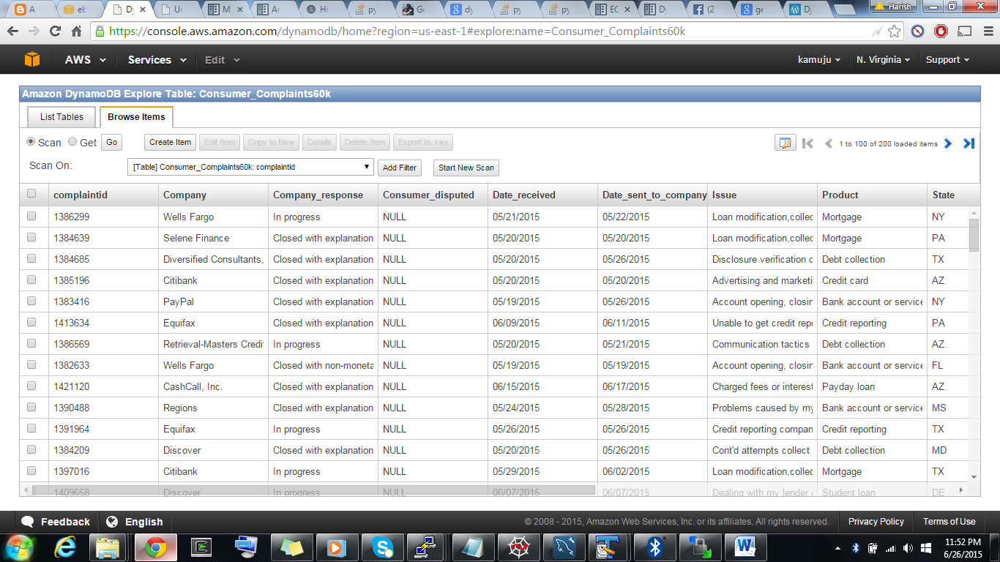 A
eb
Dy
Ur
M
Ar
Hi
py
Ge
dy
py
py
EC
Dy
(2
ge
Dj
Harish
https://console.aws.amazon.com/dynamodb/home?region=us-east-1#explore:name=Consumer_Complaints60k
AWS Services Edit kamuju N. Virginia Support
Amazon DynamoDB Explore Table: Consumer_Complaints60k
List Tables Browse Items
Scan Get Go Create Item Edit Item Copy to New Details Delete Item Export to .csv 1 to 100 of 200 loaded items
Scan On: [Table] Consumer_Complaints60k: complaintid Add Filter Start New Scan
complaintid Company Company_response Consumer_disputed Date_received Date_sent_to_company Issue Product State
1386299 Wells Fargo In progress NULL 05/21/2015 05/22/2015 Loan modification,collec Mortgage NY
1384639 Selene Finance Closed with explanation NULL 05/20/2015 05/20/2015 Loan modification,collec Mortgage PA
1384685 Diversified Consultants, Closed with explanation NULL 05/20/2015 05/26/2015 Disclosure verification o Debt collection TX
1385196 Citibank Closed with explanation NULL 05/20/2015 05/20/2015 Advertising and marketi Credit card AZ
1383416 PayPal Closed with explanation NULL 05/19/2015 05/26/2015 Account opening, closin Bank account or service NY
1413634 Equifax Closed with explanation NULL 06/09/2015 06/11/2015 Unable to get credit repo Credit reporting PA
1386569 Retrieval-Masters Credi In progress NULL 05/20/2015 05/21/2015 Communication tactics Debt collection AZ
1382633 Wells Fargo Closed with non-moneta NULL 05/19/2015 05/19/2015 Account opening, closin Bank account or service FL
1421120 CashCall, Inc. Closed with explanation NULL 06/15/2015 06/17/2015 Charged fees or interest Payday loan AZ
1390488 Regions Closed with explanation NULL 05/24/2015 05/28/2015 Problems caused by my Bank account or service MS
1391964 Equifax In progress NULL 05/26/2015 05/26/2015 Credit reporting compan Credit reporting TX
1384209 Discover Closed with explanation NULL 05/20/2015 05/26/2015 Cont'd attempts collect Debt collection MD
1397016 Citibank In progress NULL 05/29/2015 06/02/2015 Loan modification,collec Mortgage TX
1409658 Discover In progress NULL 06/07/2015 06/07/2015 Dealing with my lender Student loan DE
Feedback English © 2008 - 2015, Amazon Web Services, Inc. or its affiliates. All rights reserved. Privacy Policy Terms of Use
11:52 PM
6/26/2015